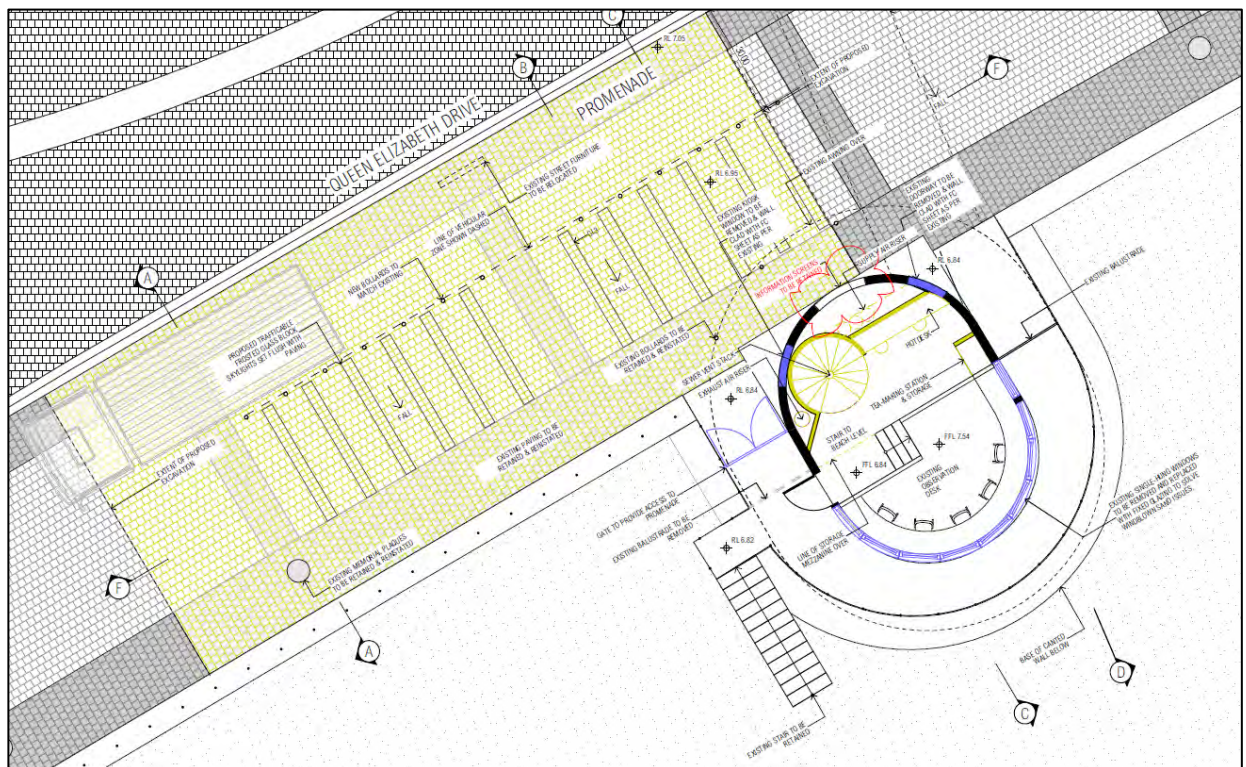 C
RL 7.05
B
F
3000
EXTENT OF PROPOSED
EXCAVATION
PROMENADE
QUEEN ELIZABETH DRIVE
FALL
EXISTING STREET FURNITURE
TO BE RELOCATED
EXISTING AWNING OVER
RL 6.95
LINE OF VEHICULAR
ZONE SHOWN DASHED
EXISTING
DOORWAY TO BE
REMOVED & WALL
CLAD WITH FC
SHEET AS PER
EXISTING
EXISTING KIOSK
WINDOW TO BE
REMOVED & WALL
CLAD WITH FC
SHEET AS PER
EXISTING
FALL
SUPPLY AIR RISER
RL 6.84
EXISTING BALUSTRADE
INFORMATION SCREENS
TO BE RETAINED
A
NEW BOLLARDS TO
MATCH EXISTING
PROPOSED TRAFFICABLE
FROSTED GLASS BLOCK
SKYLIGHTS SET FLUSH WITH
PAVING
EXISTING BOLLARDS TO BE
RETAINED & REINSTATED
SEWER VENT STACK
HOT DESK
EXHAUST AIR RISER
RL 6.84
TEA-MAKING STATION
& STORAGE
FALL
EXISTING PAVING TO BE
RETAINED & REINSTATED
STAIR TO
BEACH LEVEL
FFL 7.54
FFL 6.84
EXISTING
OBSERVATION
DESK
EXTENT OF PROPOSED
EXCAVATION
GATE TO PROVIDE ACCESS TO
PROMENADE
EXISTING BALUSTRADE TO BE
REMOVED
EXISTING SINGLE-HUNG WINDOWS
TO BE REMOVED AND REPLACED
WITH FIXED GLAZING TO SOLVE
WINDBLOWN SAND ISSUES.
LINE OF STORAGE
MEZZANINE OVER
RL 6.82
F
EXISTING MEMORIAL PLAQUES
TO BE RETAINED & REINSTATED
A
BASE OF CANTED
WALL BELOW
D
C
EXISTING STAIR TO BE
RETAINED